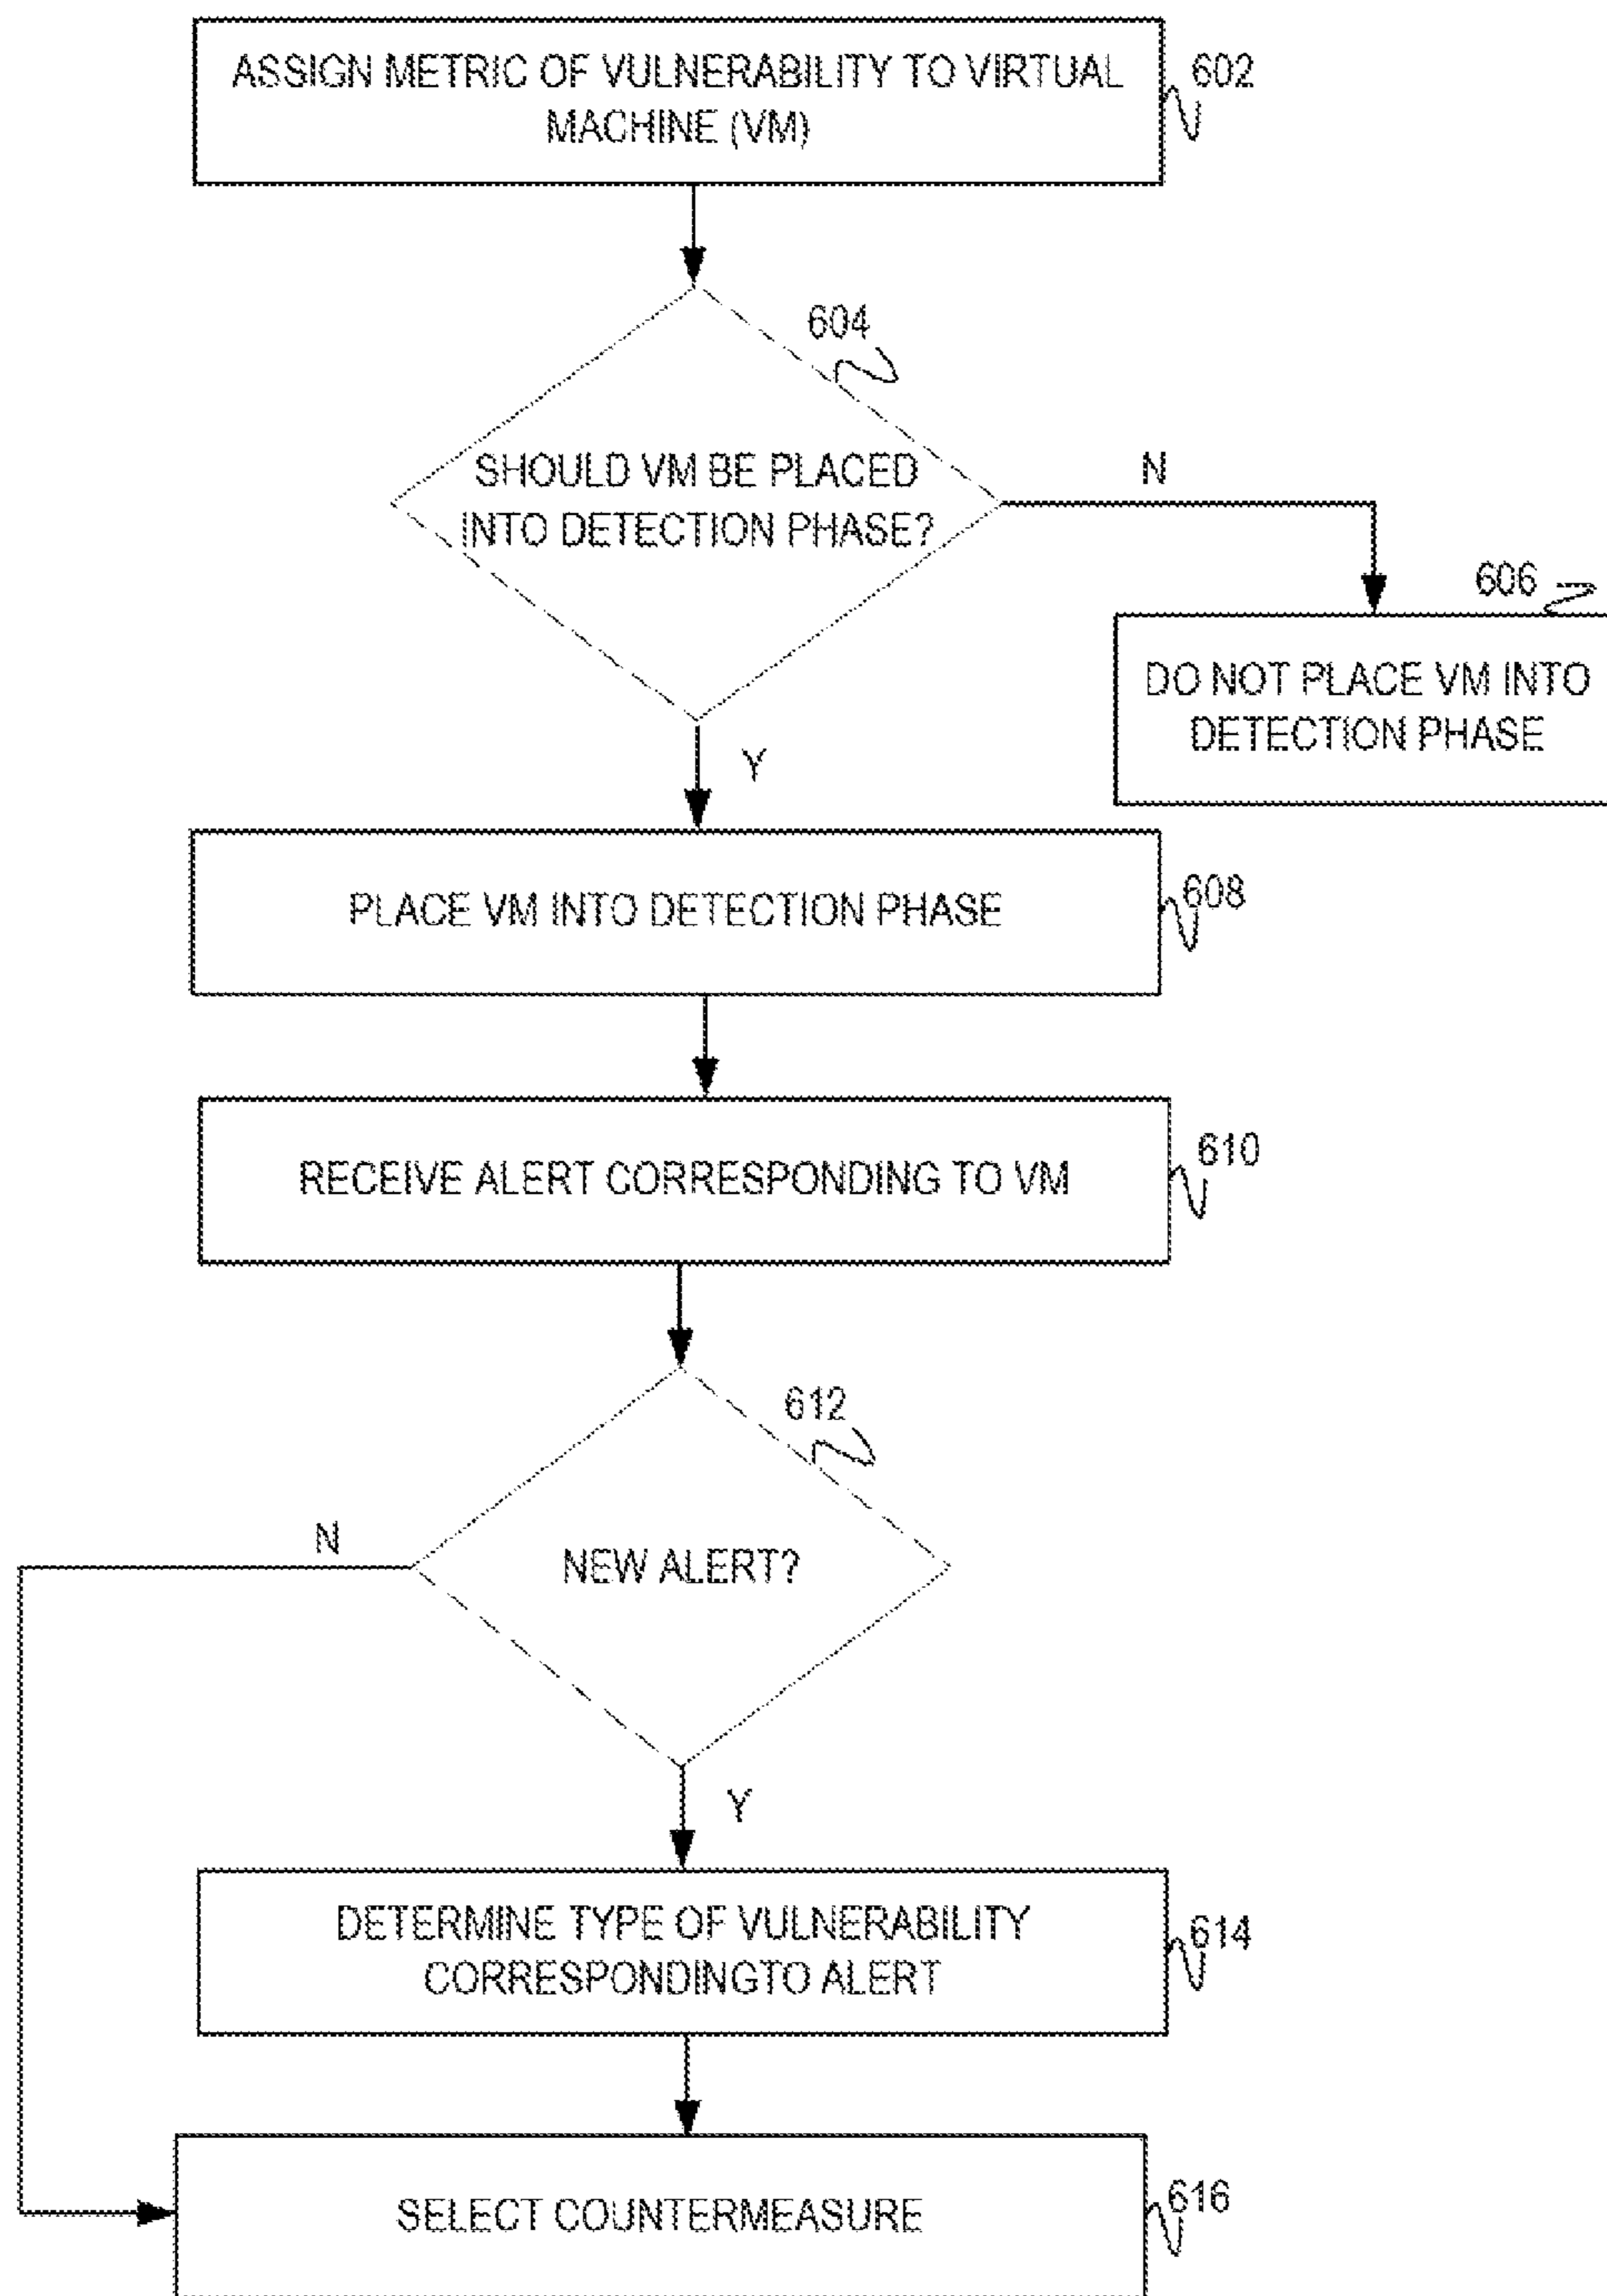 ASSIGN METRIC OF VULNERABILITY TO VIRTUAL
MACHINE (VM)
602
604
SHOULD VM BE PLACED
INTO DETECTION PHASE?
N
606
DO NOT PLACE VM INTO
DETECTION PHASE
Y
PLACE VM INTO DETECTION PHASE
608
RECEIVE ALERT CORRESPONDING TO VM
610
612
N
NEW ALERT?
Y
DETERMINE TYPE OF VULNERABILITY
CORRESPONDINGTO ALERT
614
SELECT COUNTERMEASURE
616